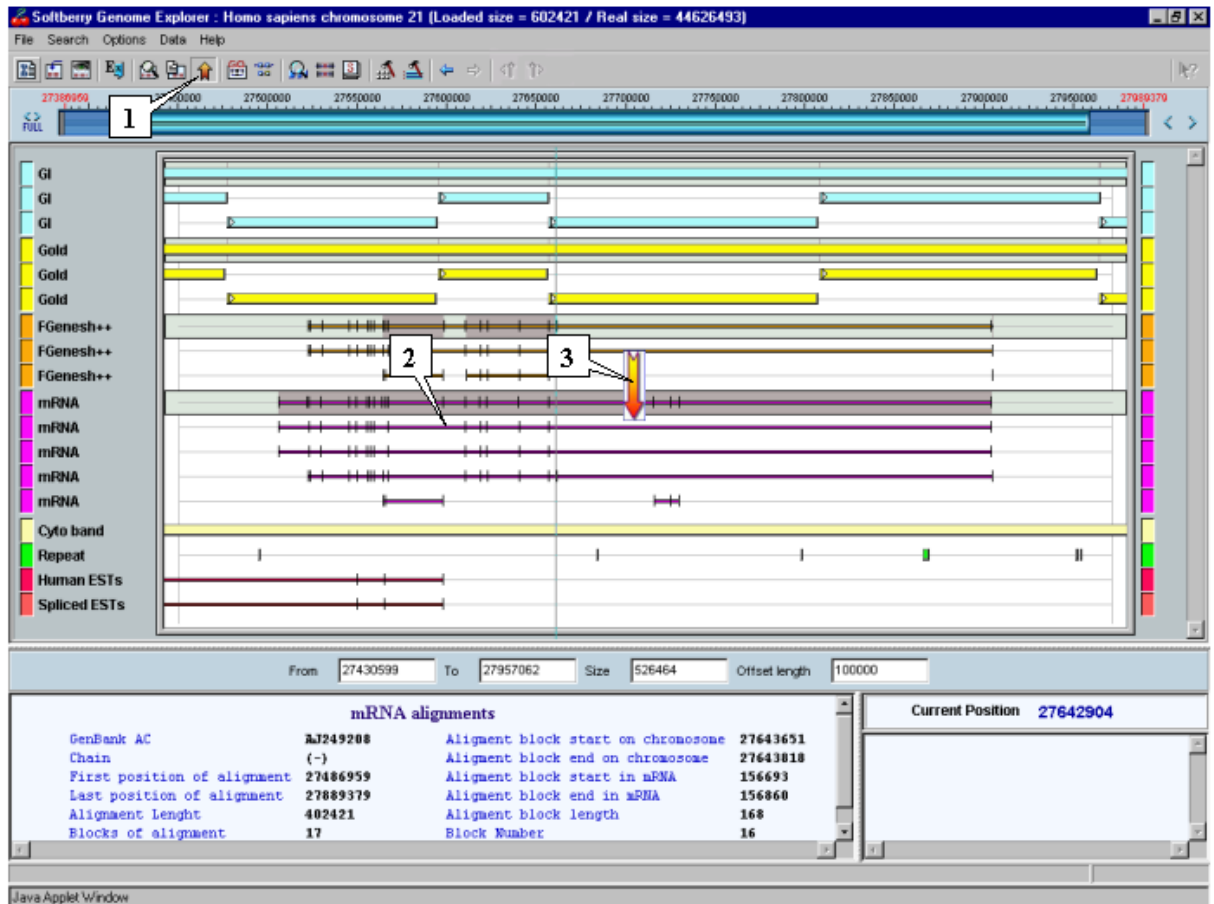 Softberry Genome Explorer : Homo sapiens chromosome 21 (Loaded size = 602421 / Real size = 44626493)
File Search Options Data Help
27386959 27500000 27550000 27600000 27650000 27700000 27750000 27800000 27850000 27900000 27950000 27989379
FULL
1
GI
GI
GI
Gold
Gold
Gold
FGenesh++
FGenesh++
FGenesh++
2
3
mRNA
mRNA
mRNA
mRNA
mRNA
Cyto band
Repeat
Human ESTs
Spliced ESTs
From 27430599 To 27957062 Size 526464 Offset length 100000
mRNA alignments
GenBank AC AJ249208 Aligment block start on chromosome 27643651
Chain (-) Aligment block end on chromosome 27643818
First position of alignment 27486959 Aligment block start in mRNA 156693
Last position of alignment 27889379 Aligment block end in mRNA 156860
Alignment Lenght 402421 Aligment block length 168
Blocks of alignment 17 Block Number 16
Current Position 27642904
Java Applet Window